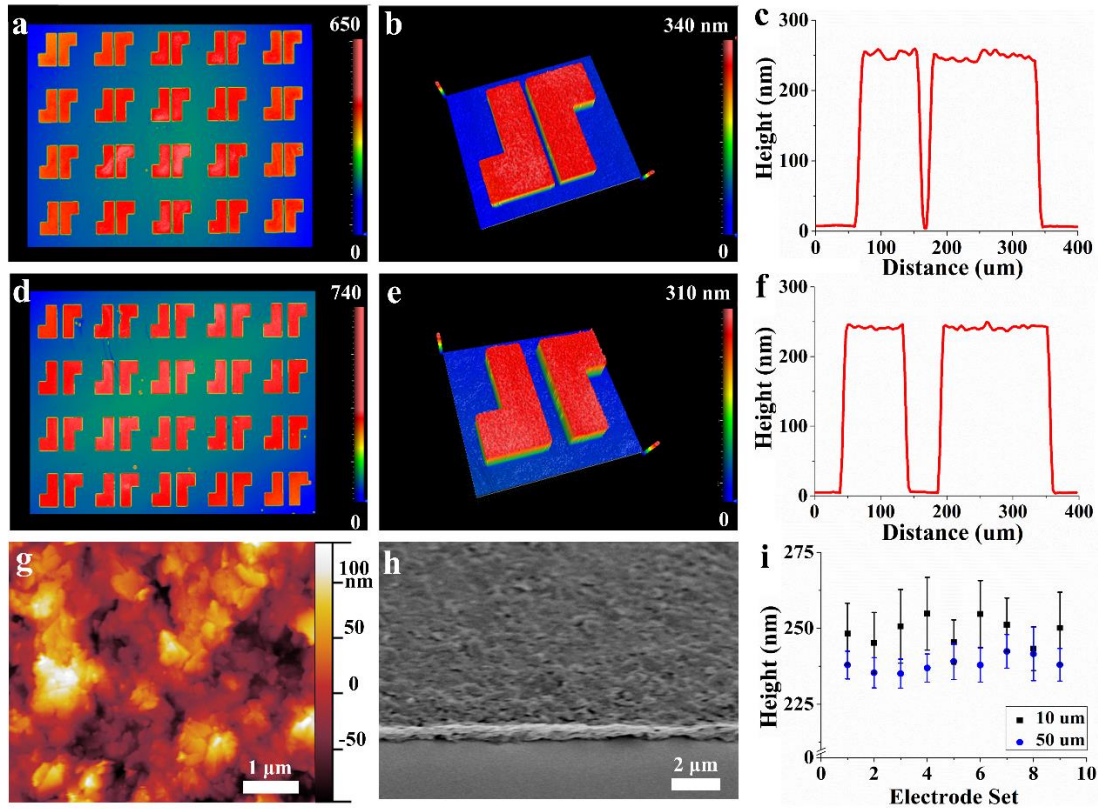 a
650
0
b
340 nm
0
c
Height (nm)
300
200
100
0
0 100 200 300 400
Distance (um)
d
740
0
e
310 nm
0
f
Height (nm)
300
200
100
0
0 100 200 300 400
Distance (um)
g
100
nm
50
0
-50
1 µm
h
2 µm
i
Height (nm)
275
250
225
0
0 2 4 6 8 10
10 um
50 um
Electrode Set